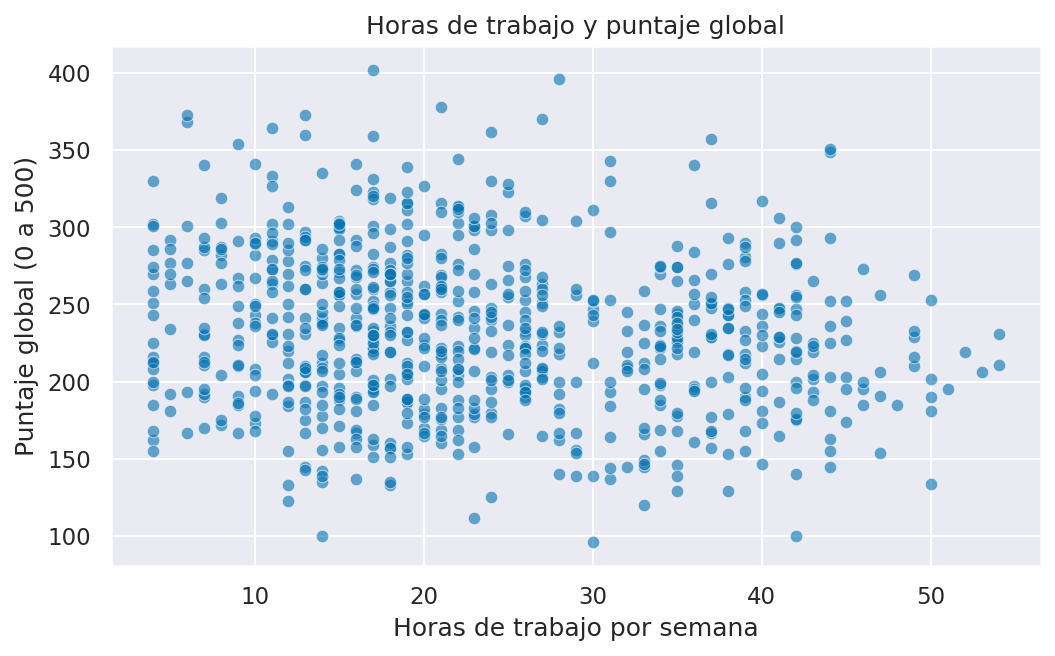 Horas de trabajo y puntaje global
Puntaje global (0 a 500)
400
350
300
250
200
150
100
10 20 30 40 50
Horas de trabajo por semana